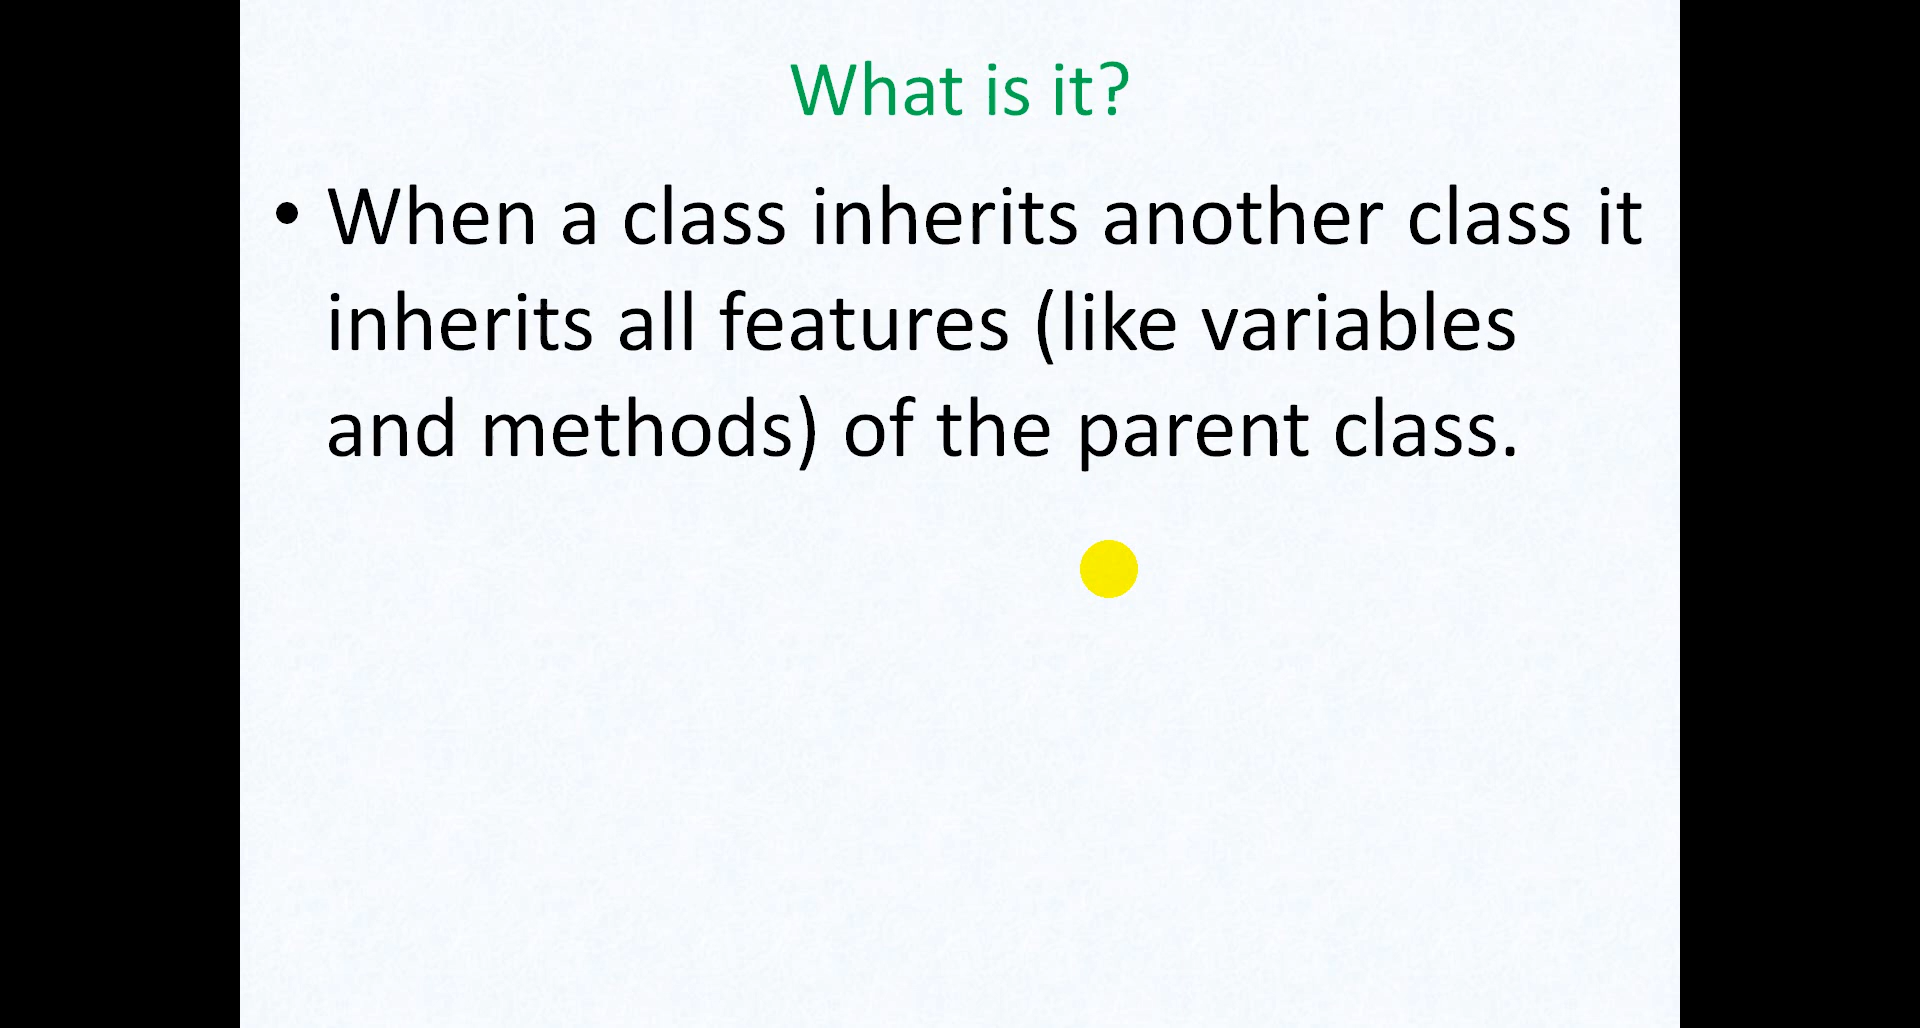 What is it?
• When a class inherits another class it
inherits all features (like variables
and methods) of the parent class.